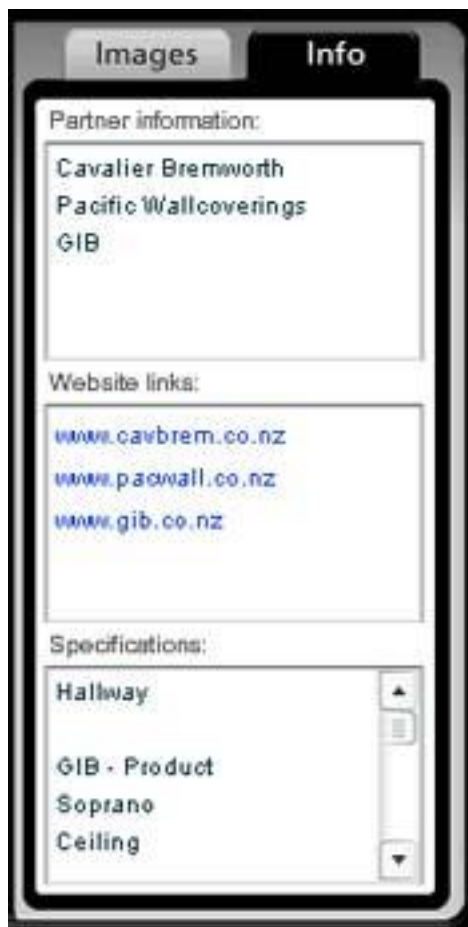 Images
Info
Partner information:
Cavalier Bremworth
Pacific Wallcoverings
GIB
Website links:
www.cavbrem.co.nz
www.pacwall.co.nz
www.gib.co.nz
Specifications:
Hallway
GIB - Product
Soprano
Ceiling